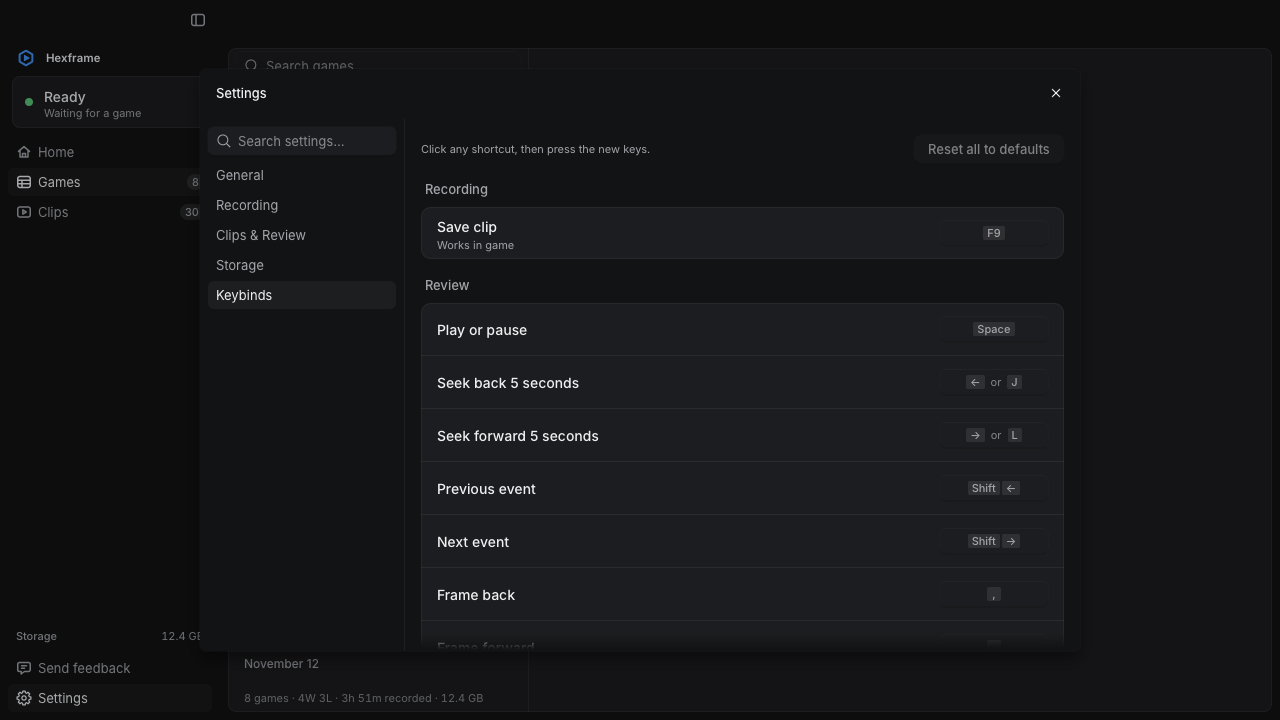 Hexframe
Ready
Waiting for a game
Home
Games 8
Clips 30
Storage 12.4 GB
Send feedback
Settings
Search games
Settings
Search settings...
General
Recording
Clips & Review
Storage
Keybinds
Click any shortcut, then press the new keys.
Reset all to defaults
Recording
Save clip
Works in game
F9
Review
Play or pause Space
Seek back 5 seconds ← or J
Seek forward 5 seconds → or L
Previous event Shift ←
Next event Shift →
Frame back ,
Frame forward
November 12
8 games · 4W 3L · 3h 51m recorded · 12.4 GB